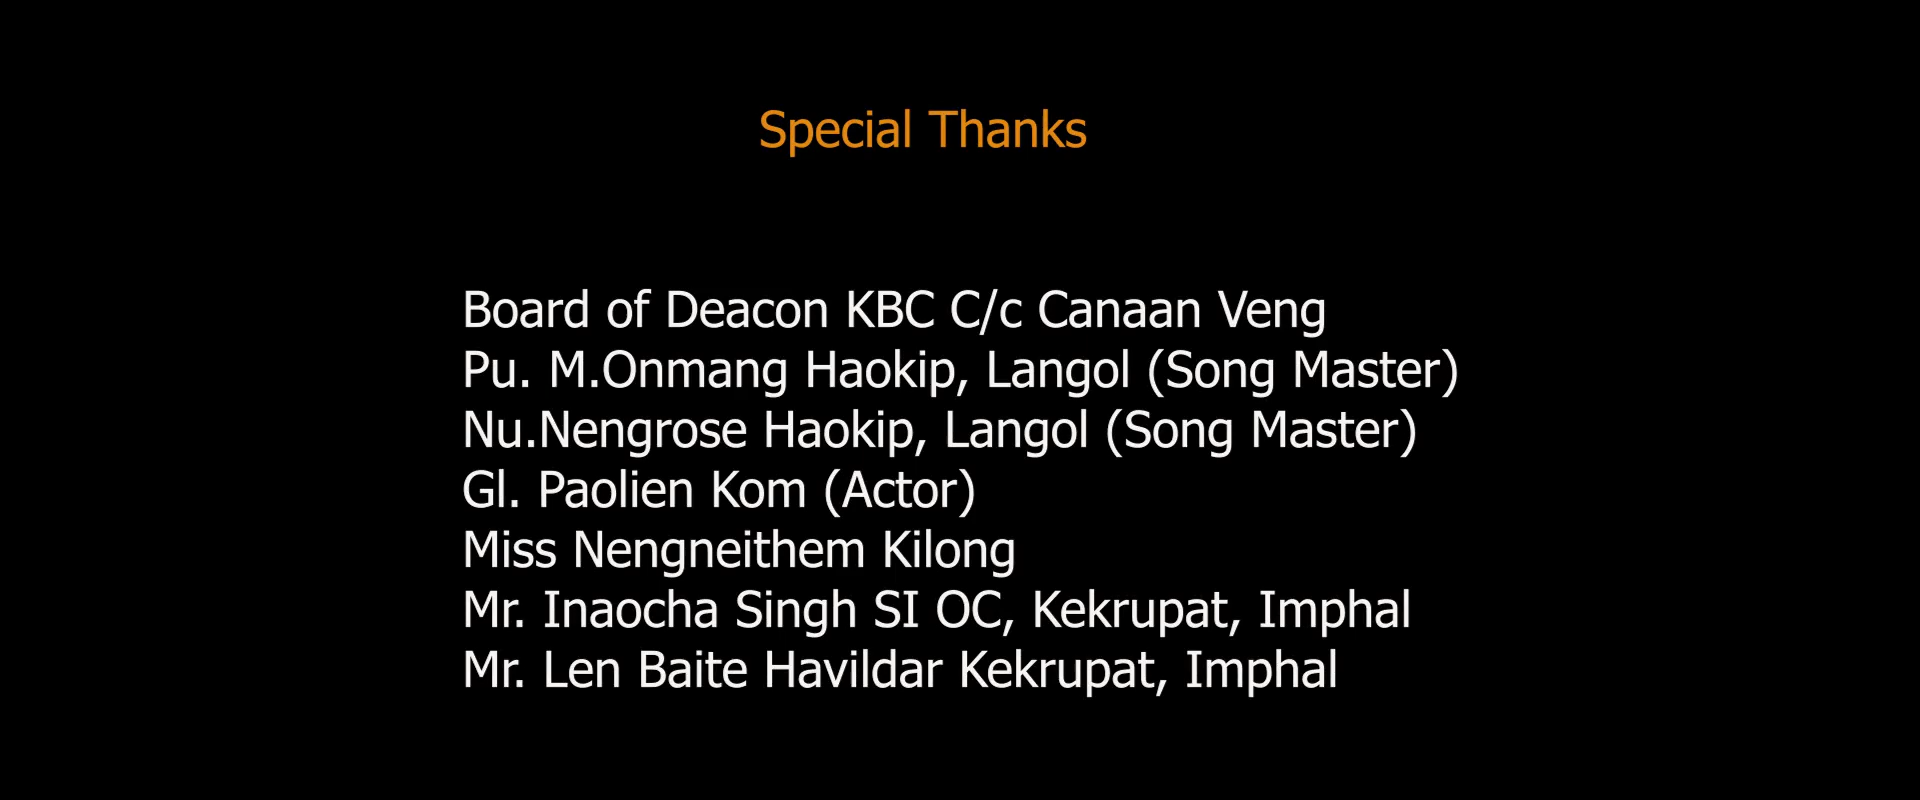 Special Thanks
Board of Deacon KBC C/c Canaan Veng
Pu. M.Onmang Haokip, Langol (Song Master)
Nu.Nengrose Haokip, Langol (Song Master)
Gl. Paolien Kom (Actor)
Miss Nengneithem Kilong
Mr. Inaocha Singh SI OC, Kekrupat, Imphal
Mr. Len Baite Havildar Kekrupat, Imphal